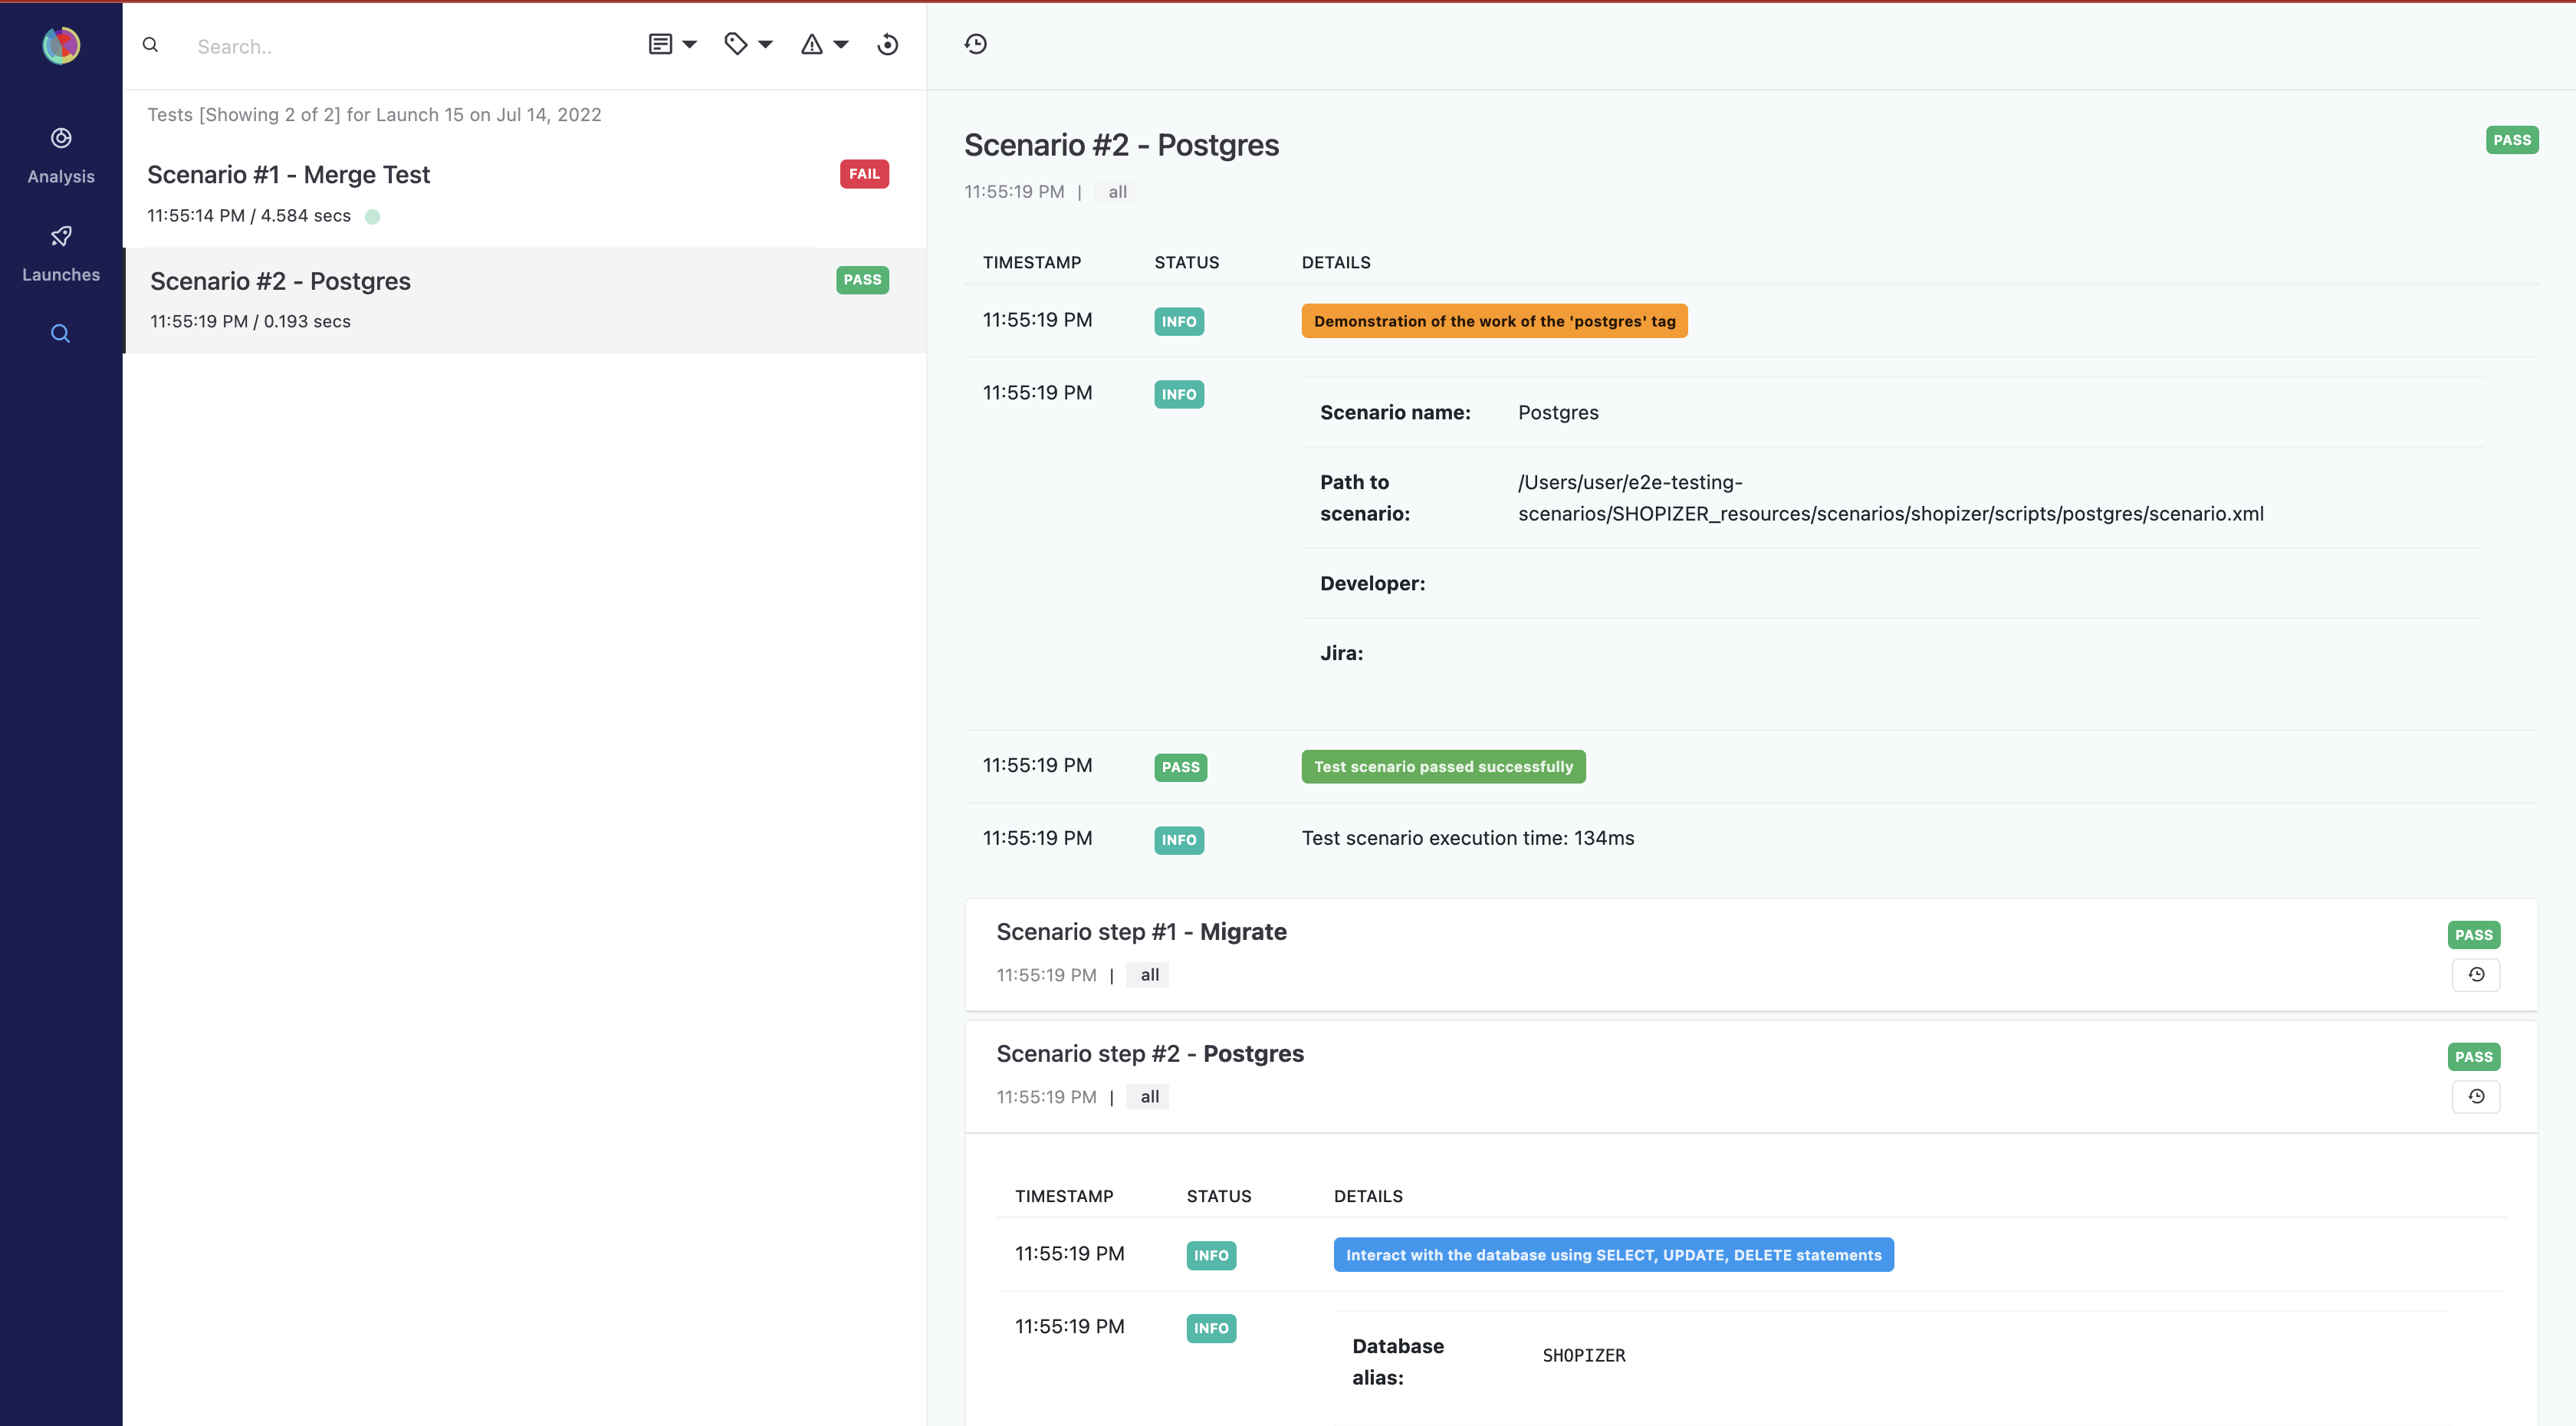 Search..
Analysis
Launches
Tests [Showing 2 of 2] for Launch 15 on Jul 14, 2022
Scenario #1 - Merge Test
FAIL
11:55:14 PM / 4.584 secs
Scenario #2 - Postgres
PASS
11:55:19 PM / 0.193 secs
Scenario #2 - Postgres
PASS
11:55:19 PM | all
TIMESTAMP STATUS DETAILS
11:55:19 PM INFO Demonstration of the work of the 'postgres' tag
11:55:19 PM INFO
Scenario name: Postgres
Path to /Users/user/e2e-testing-
scenario: scenarios/SHOPIZER_resources/scenarios/shopizer/scripts/postgres/scenario.xml
Developer:
Jira:
11:55:19 PM PASS Test scenario passed successfully
11:55:19 PM INFO Test scenario execution time: 134ms
Scenario step #1 - Migrate
PASS
11:55:19 PM | all
Scenario step #2 - Postgres
PASS
11:55:19 PM | all
TIMESTAMP STATUS DETAILS
11:55:19 PM INFO Interact with the database using SELECT, UPDATE, DELETE statements
11:55:19 PM INFO
Database
alias:
SHOPIZER